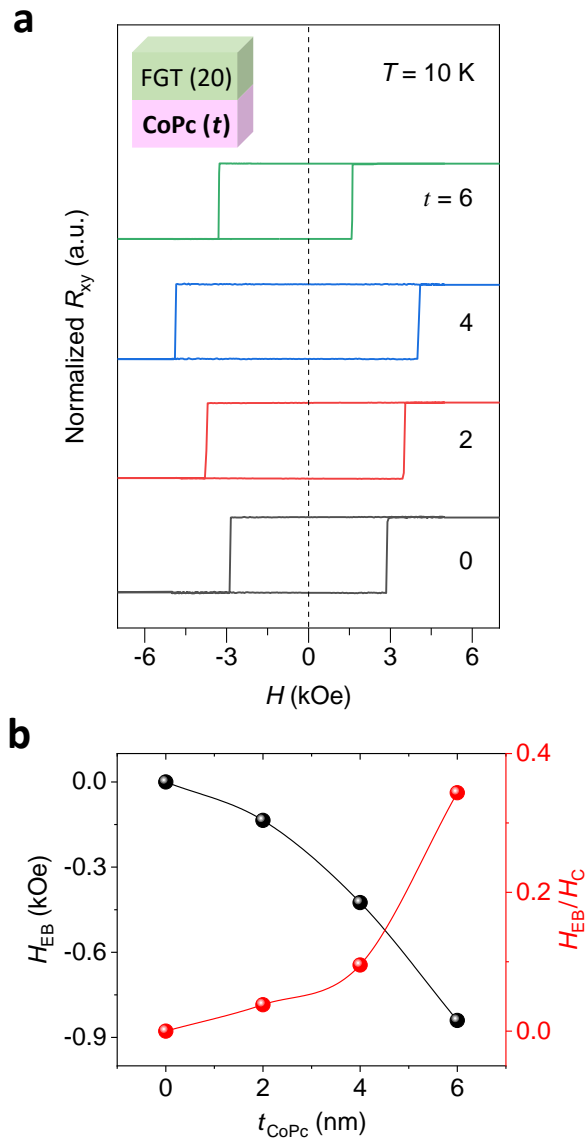 a
FGT (20)
CoPc (t)
T = 10 K
t = 6
4
2
0
Normalized Rxy (a.u.)
-6 -3 0 3 6
H (kOe)
b
0.0
-0.3
-0.6
-0.9
HEB (kOe)
0.4
0.2
0.0
HEB/HC
0 2 4 6
tCoPc (nm)